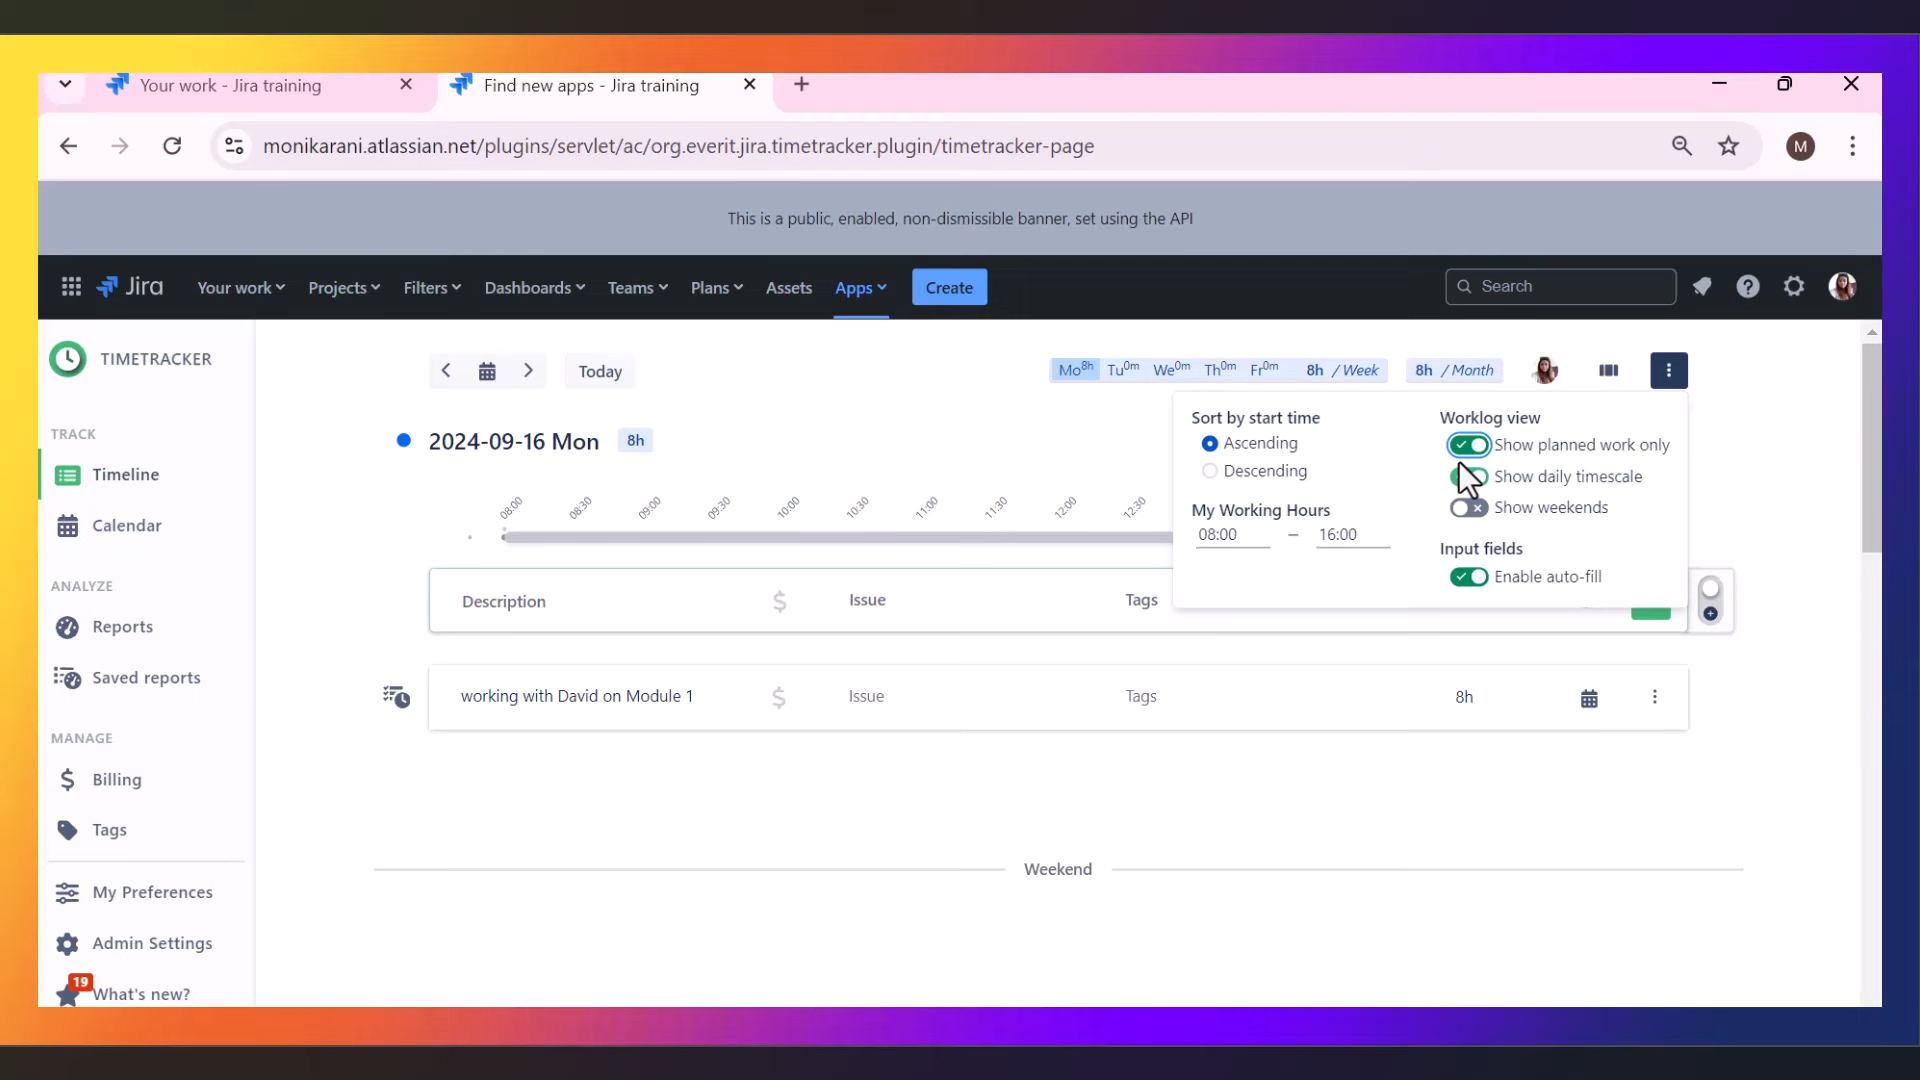 Your work - Jira training
Find new apps - Jira training
monikarani.atlassian.net/plugins/servlet/ac/org.everit.jira.timetracker.plugin/timetracker-page
M
This is a public, enabled, non-dismissible banner, set using the API
Jira
Your work
Projects
Filters
Dashboards
Teams
Plans
Assets
Apps
Create
Search
TIMETRACKER
TRACK
Timeline
Calendar
ANALYZE
Reports
Saved reports
MANAGE
Billing
Tags
My Preferences
Admin Settings
19
What's new?
Today
Mo8h Tu0m We0m Th0m Fr0m 8h / Week
8h / Month
2024-09-16 Mon 8h
08:00 08:30 09:00 09:30 10:00 10:30 11:00 11:30 12:00 12:30
Sort by start time
Ascending
Descending
My Working Hours
08:00 – 16:00
Worklog view
Show planned work only
Show daily timescale
Show weekends
Input fields
Enable auto-fill
Description $ Issue Tags
working with David on Module 1 $ Issue Tags 8h
Weekend